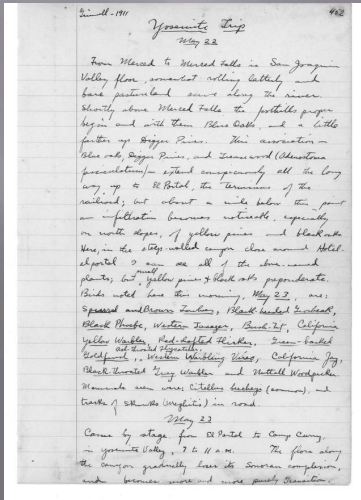 Grinnell - 1911
462
Yosemite Trip
May 22
From Merced to Merced Falls is San Joaquin
Valley floor, somewhat rolling latterly and
bare pastureland save along the river.
Shortly above Merced Falls the foothills proper
begin and with them Blue Oaks, and a little
farther up Digger Pines. This association —
Blue oaks, Digger Pines, and Greasewood (Adenostoma
fasciculatum) — extend conspicuously all the long
way up to El Portal, the terminus of the
railroad; but about a mile below this point
an infiltration becomes noticeable, especially
on north slopes, of yellow pines and black oaks.
Here, in the steep-walled canyon close around Hotel
el portal I can see all of the above-named
plants; but small yellow pines & black oaks preponderate.
Birds noted here this morning, May 23, are:
Spurred and Brown Towhees, Black-headed Grosbeak,
Black Phoebe, Western Tanager, Bush-Tit, California
Yellow Warbler, Red-shafted Flicker, Green-backed
Ash-throated Flycatcher
Goldfinch, Western Warbling Vireo, California Jay,
Black-throated Gray Warbler and Nuttall Woodpecker.
Mammals seen were: Citellus beecheyi (common), and
tracks of skunks (Mephitis) in road.
May 23
Came by stage, from El Portal to Camp Curry,
in Yosemite Valley, 7 to 11 A.M. The flora along
the canyon gradually loses its Sonoran complexion,
and becomes more and more purely Transition.